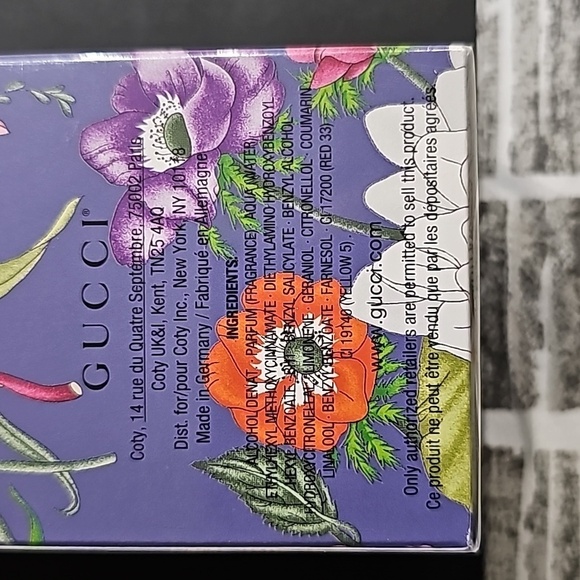 GUCCI®
Coty, 14 rue du Quatre Septembre, 75002 Paris
Coty UK&I, Kent, TN25 4AQ
Dist. for/pour Coty Inc., New York, NY 10118
Made in Germany / Fabriqué en Allemagne
INGREDIENTS:
ALCOHOL DENAT. · PARFUM (FRAGRANCE) · AQUA (WATER) ·
ETHYLHEXYL METHOXYCINNAMATE · DIETHYLAMINO HYDROXYBENZOYL
HEXYL BENZOATE · BENZYL SALICYLATE · BENZYL ALCOHOL ·
HYDROXYCITRONELLAL · LIMONENE · GERANIOL · CITRONELLOL · COUMARIN
LINALOOL · BENZYL BENZOATE · FARNESOL · CI 17200 (RED 33)
CI 19140 (YELLOW 5).
www.gucci.com
Only authorized retailers are permitted to sell this product.
Ce produit ne peut être vendu que par les dépositaires agréés.